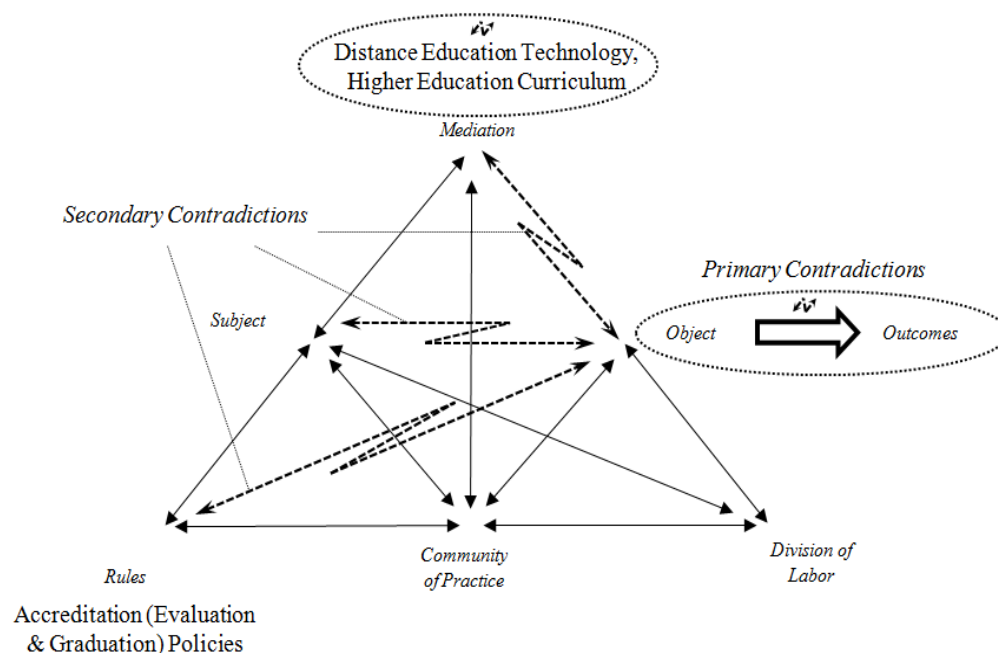 Distance Education Technology,
Higher Education Curriculum
Mediation
Secondary Contradictions
Primary Contradictions
Subject
Object
Outcomes
Rules
Community
of Practice
Division of
Labor
Accreditation (Evaluation
& Graduation) Policies